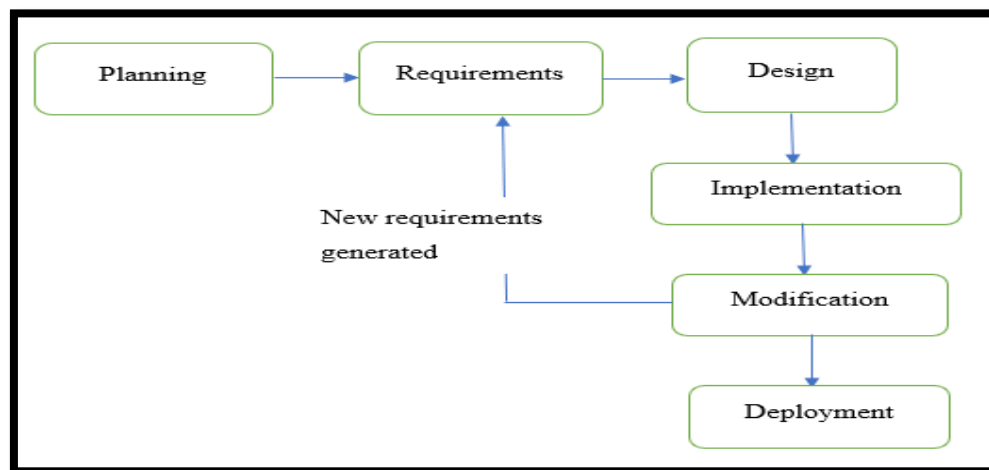 Planning
Requirements
Design
Implementation
New requirements
generated
Modification
Deployment